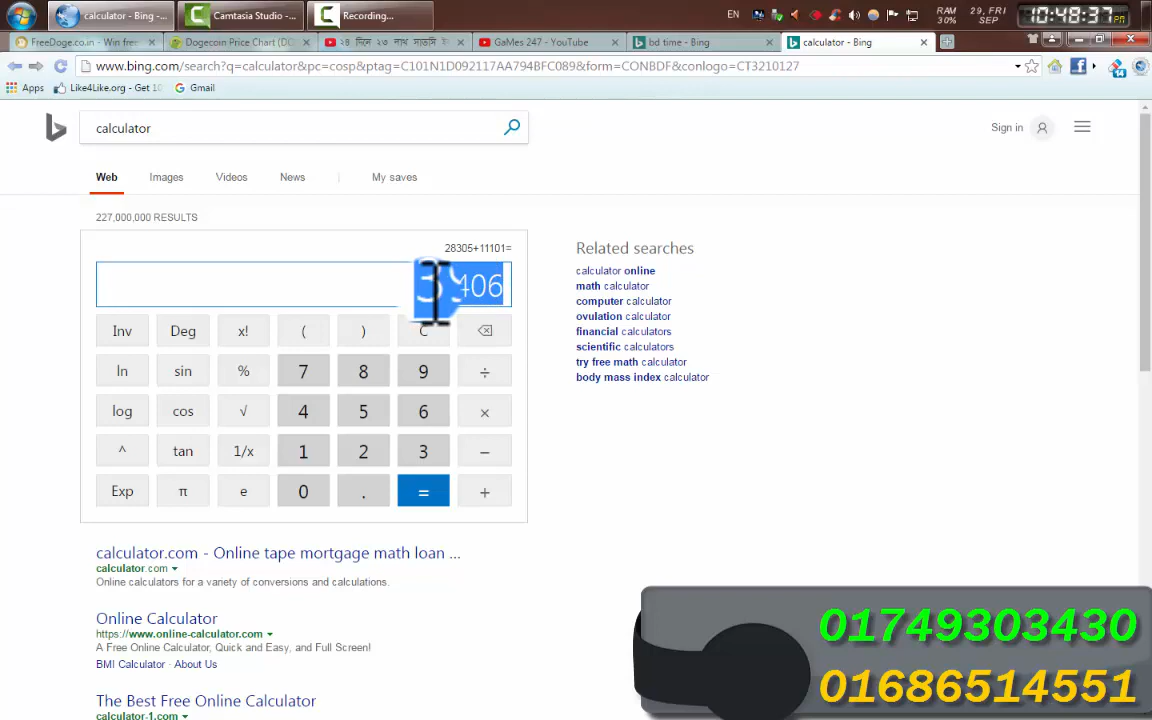 calculator - Bing -...
Camtasia Studio -...
Recording...
EN
RAM
30%
29, FRI
SEP
10:48:37 PM
FreeDoge.co.in - Win free
Dogecoin Price Chart (DO
২৪ দিনে ২৩ লাখ সাতাসি ই
GaMes 247 - YouTube
bd time - Bing
calculator - Bing
www.bing.com/search?q=calculator&pc=cosp&ptag=C101N1D092117AA794BFC089&form=CONBDF&conlogo=CT3210127
14
Apps
Like4Like.org - Get 10
Gmail
calculator
Sign in
Web
Images
Videos
News
My saves
227,000,000 RESULTS
28305+11101=
39406
Inv Deg x! ( ) C
ln sin % 7 8 9 ÷
log cos √ 4 5 6 ×
^ tan 1/x 1 2 3 −
Exp π e 0 . = +
Related searches
calculator online
math calculator
computer calculator
ovulation calculator
financial calculators
scientific calculators
try free math calculator
body mass index calculator
calculator.com - Online tape mortgage math loan ...
calculator.com
Online calculators for a variety of conversions and calculations.
Online Calculator
https://www.online-calculator.com
A Free Online Calculator, Quick and Easy, and Full Screen!
BMI Calculator · About Us
The Best Free Online Calculator
calculator-1.com
01749303430
01686514551